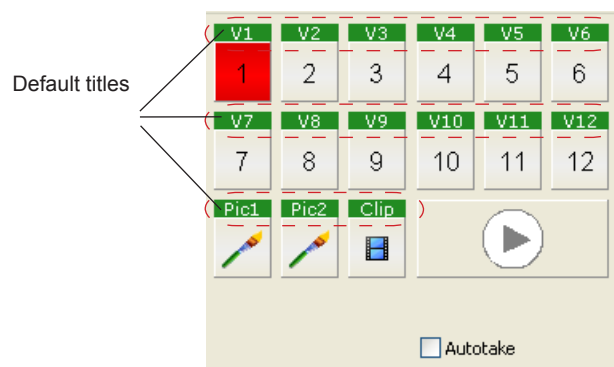 V1 V2 V3 V4 V5 V6
1 2 3 4 5 6
Default titles
V7 V8 V9 V10 V11 V12
7 8 9 10 11 12
Pic1 Pic2 Clip
Autotake